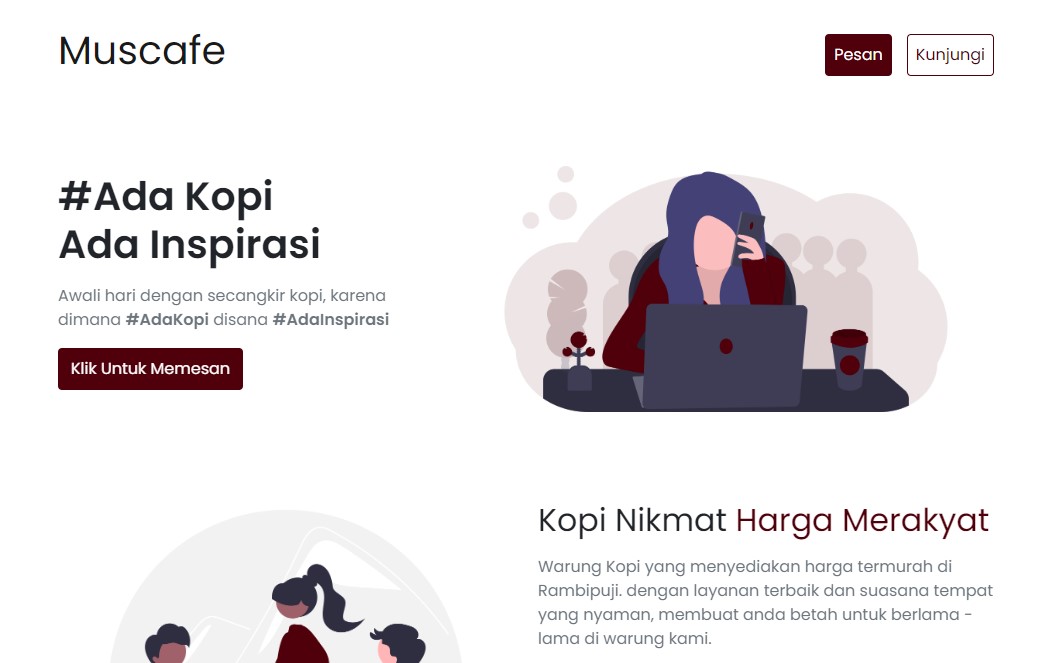 Muscafe
Pesan
Kunjungi
#Ada Kopi
Ada Inspirasi
Awali hari dengan secangkir kopi, karena
dimana #AdaKopi disana #AdaInspirasi
Klik Untuk Memesan
Kopi Nikmat Harga Merakyat
Warung Kopi yang menyediakan harga termurah di
Rambipuji. dengan layanan terbaik dan suasana tempat
yang nyaman, membuat anda betah untuk berlama -
lama di warung kami.